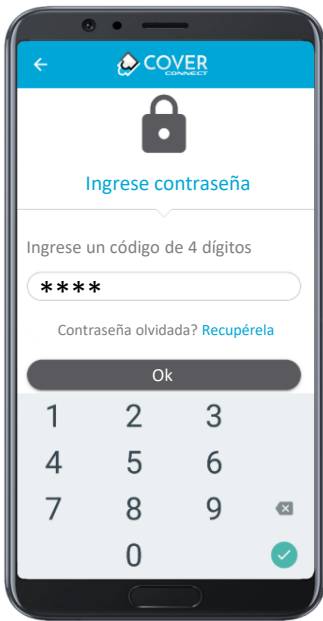 COVER
CONNECT
Ingrese contraseña
Ingrese un código de 4 dígitos
****
Contraseña olvidada? Recupérela
Ok
1 2 3
4 5 6
7 8 9
0